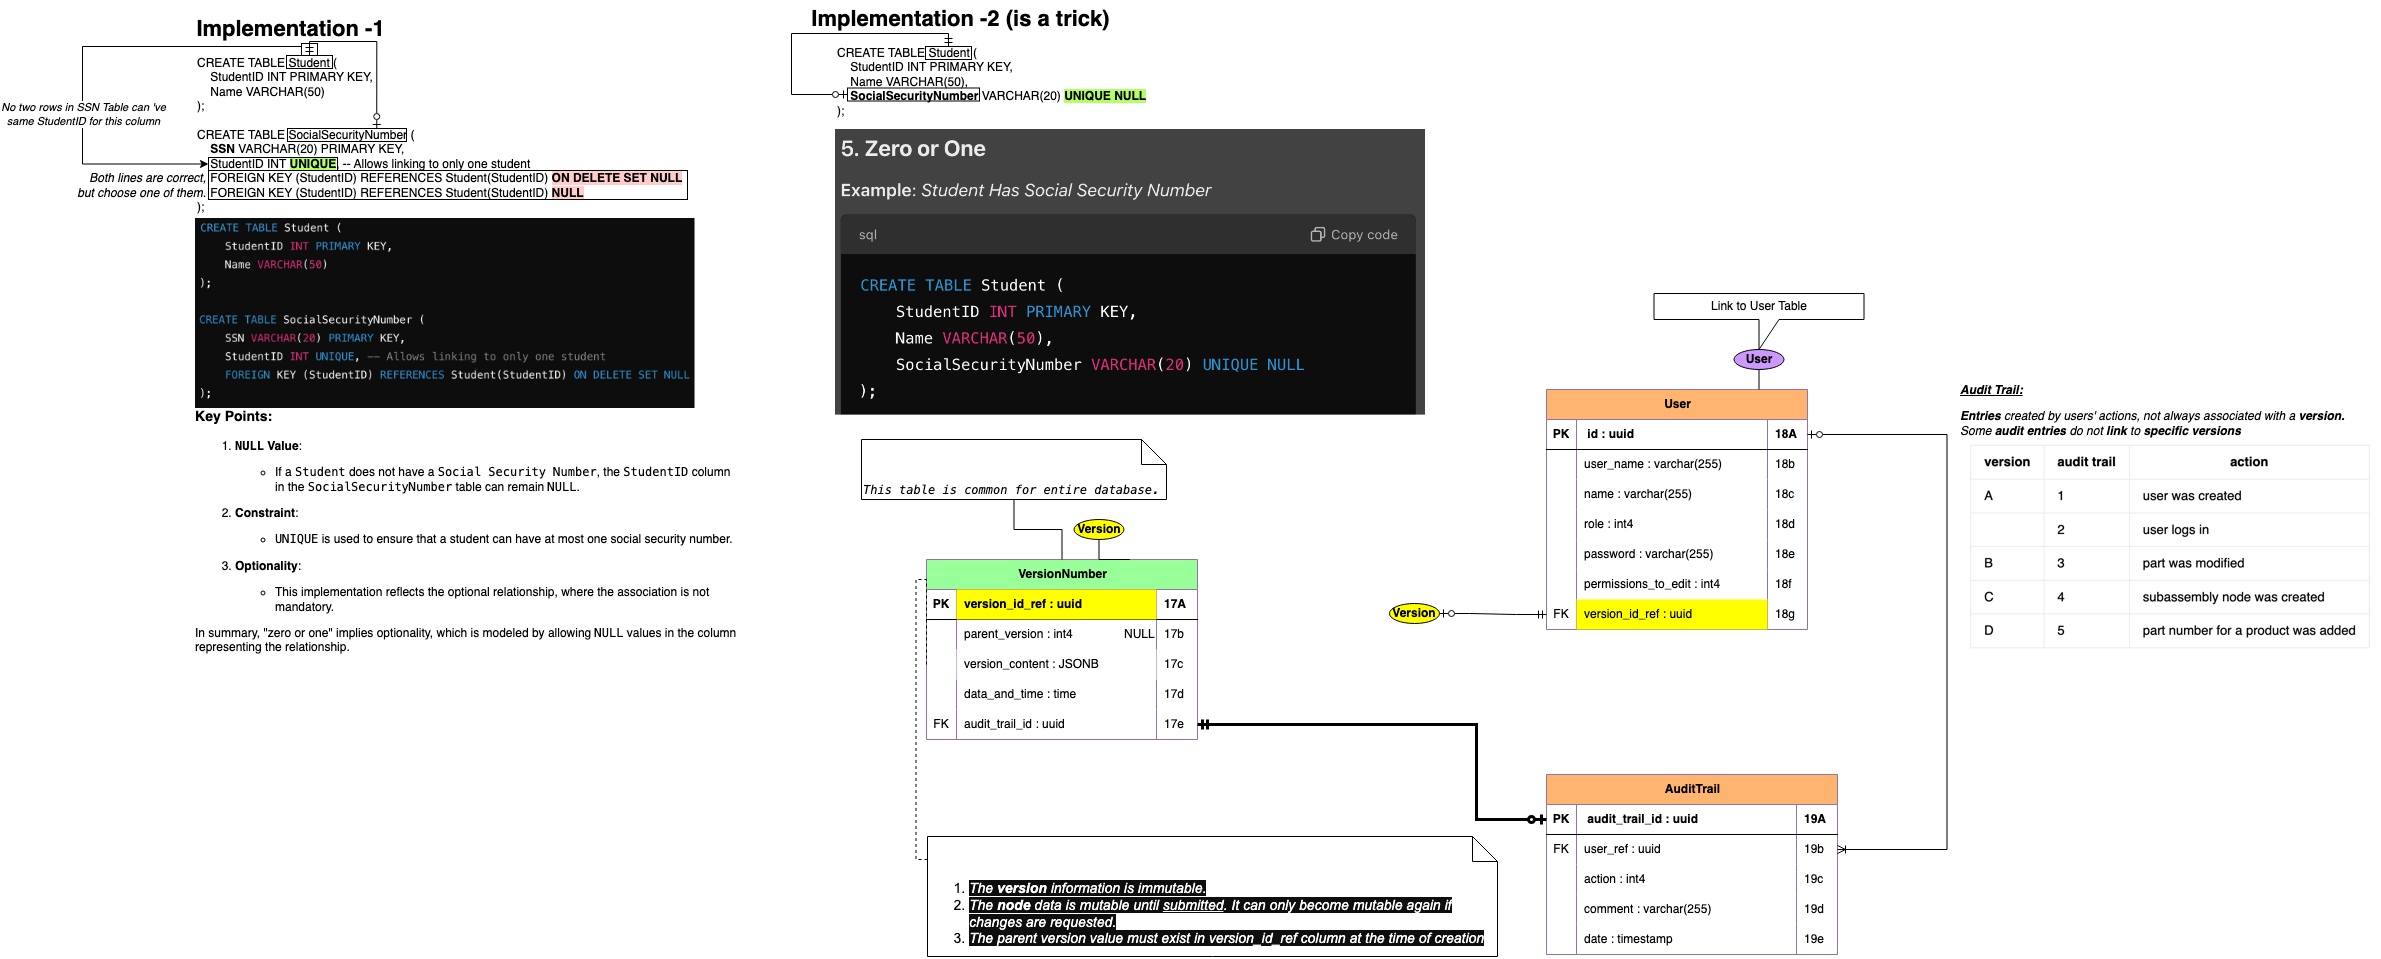 Implementation -1
CREATE TABLE Student (
StudentID INT PRIMARY KEY,
Name VARCHAR(50)
);
No two rows in SSN Table can 've
same StudentID for this column
CREATE TABLE SocialSecurityNumber (
SSN VARCHAR(20) PRIMARY KEY,
StudentID INT UNIQUE, -- Allows linking to only one student
Both lines are correct,
but choose one of them.
FOREIGN KEY (StudentID) REFERENCES Student(StudentID) ON DELETE SET NULL
FOREIGN KEY (StudentID) REFERENCES Student(StudentID) NULL
);
CREATE TABLE Student (
StudentID INT PRIMARY KEY,
Name VARCHAR(50)
);
CREATE TABLE SocialSecurityNumber (
SSN VARCHAR(20) PRIMARY KEY,
StudentID INT UNIQUE, -- Allows linking to only one student
FOREIGN KEY (StudentID) REFERENCES Student(StudentID) ON DELETE SET NULL
);
Key Points:
1. NULL Value:
If a Student does not have a Social Security Number, the StudentID column
in the SocialSecurityNumber table can remain NULL.
2. Constraint:
UNIQUE is used to ensure that a student can have at most one social security number.
3. Optionality:
This implementation reflects the optional relationship, where the association is not
mandatory.
In summary, "zero or one" implies optionality, which is modeled by allowing NULL values in the column
representing the relationship.
Implementation -2 (is a trick)
CREATE TABLE Student (
StudentID INT PRIMARY KEY,
Name VARCHAR(50),
SocialSecurityNumber VARCHAR(20) UNIQUE NULL
);
5. Zero or One
Example: Student Has Social Security Number
sql
Copy code
CREATE TABLE Student (
StudentID INT PRIMARY KEY,
Name VARCHAR(50),
SocialSecurityNumber VARCHAR(20) UNIQUE NULL
);
This table is common for entire database.
Version
VersionNumber
PK version_id_ref : uuid 17A
parent_version : int4 NULL 17b
version_content : JSONB 17c
data_and_time : time 17d
FK audit_trail_id : uuid 17e
1. The version information is immutable.
2. The node data is mutable until submitted. It can only become mutable again if
changes are requested.
3. The parent version value must exist in version_id_ref column at the time of creation
Link to User Table
User
User
PK id : uuid 18A
user_name : varchar(255) 18b
name : varchar(255) 18c
role : int4 18d
password : varchar(255) 18e
permissions_to_edit : int4 18f
Version
FK version_id_ref : uuid 18g
AuditTrail
PK audit_trail_id : uuid 19A
FK user_ref : uuid 19b
action : int4 19c
comment : varchar(255) 19d
date : timestamp 19e
Audit Trail:
Entries created by users' actions, not always associated with a version.
Some audit entries do not link to specific versions
version audit trail action
A 1 user was created
2 user logs in
B 3 part was modified
C 4 subassembly node was created
D 5 part number for a product was added